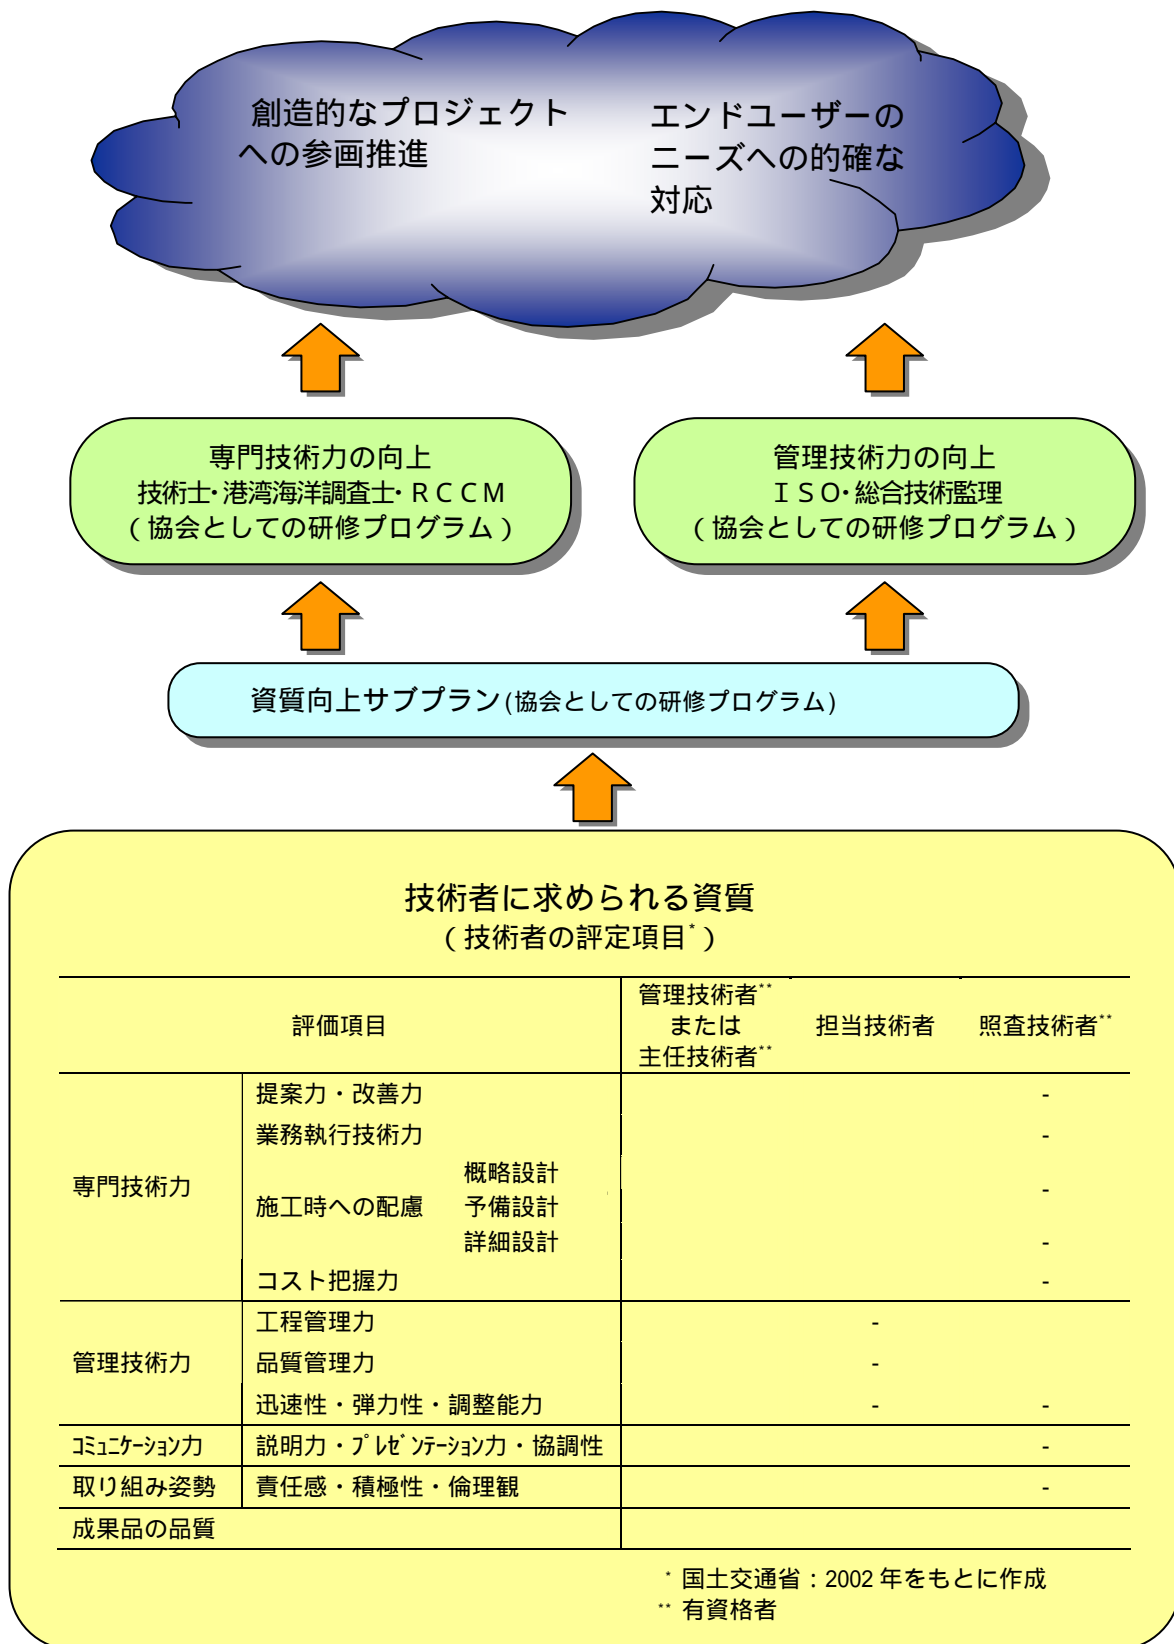 創造的なプロジェクト
への参画推進
エンドユーザーの
ニーズへの的確な
対応
専門技術力の向上
技術士・港湾海洋調査士・ＲＣＣＭ
（協会としての研修プログラム）
管理技術力の向上
ＩＳＯ・総合技術監理
（協会としての研修プログラム）
資質向上サブプラン(協会としての研修プログラム)
技術者に求められる資質
（技術者の評定項目*）
評価項目 管理技術者** または 主任技術者** 担当技術者 照査技術者**
専門技術力 提案力・改善力 -
業務執行技術力 -
施工時への配慮 概略設計
予備設計 -
詳細設計 -
コスト把握力 -
管理技術力 工程管理力 -
品質管理力 -
迅速性・弾力性・調整能力 - -
ｺﾐｭﾆｹｰｼｮﾝ力 説明力・ﾌﾟﾚｾﾞﾝﾃｰｼｮﾝ力・協調性 -
取り組み姿勢 責任感・積極性・倫理観 -
成果品の品質
* 国土交通省：2002 年をもとに作成
** 有資格者